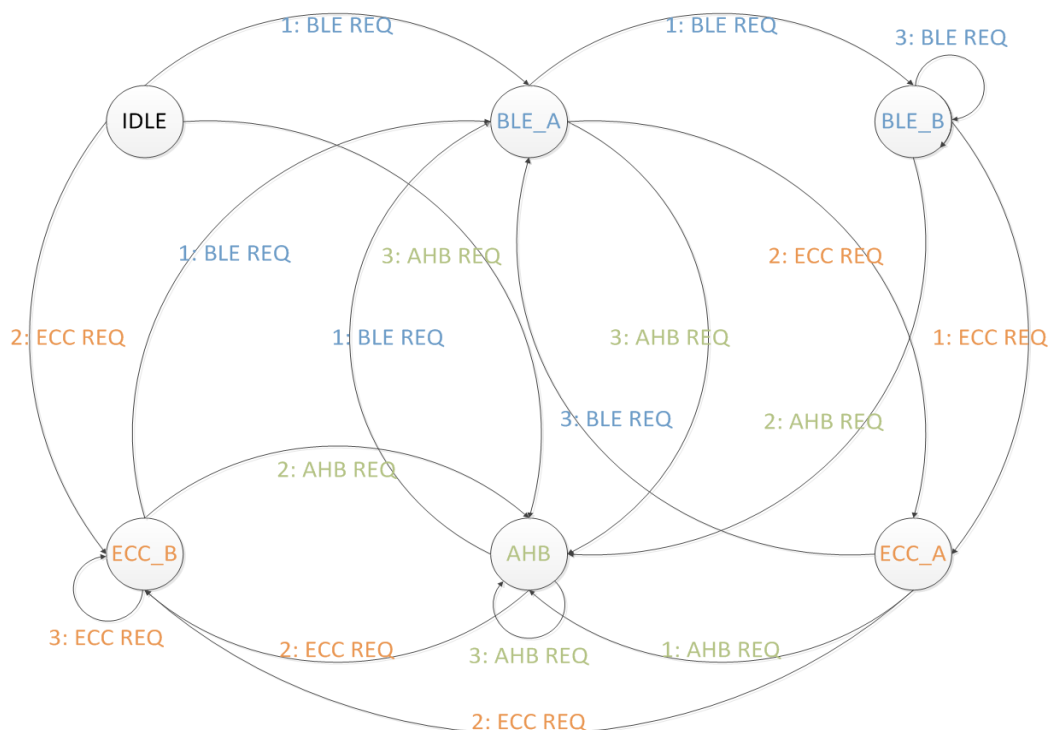 1: BLE REQ
1: BLE REQ
3: BLE REQ
IDLE
BLE_A
BLE_B
1: BLE REQ
3: AHB REQ
2: ECC REQ
2: ECC REQ
1: BLE REQ
3: AHB REQ
1: ECC REQ
3: BLE REQ
2: AHB REQ
2: AHB REQ
ECC_B
AHB
ECC_A
3: ECC REQ
2: ECC REQ
3: AHB REQ
1: AHB REQ
2: ECC REQ